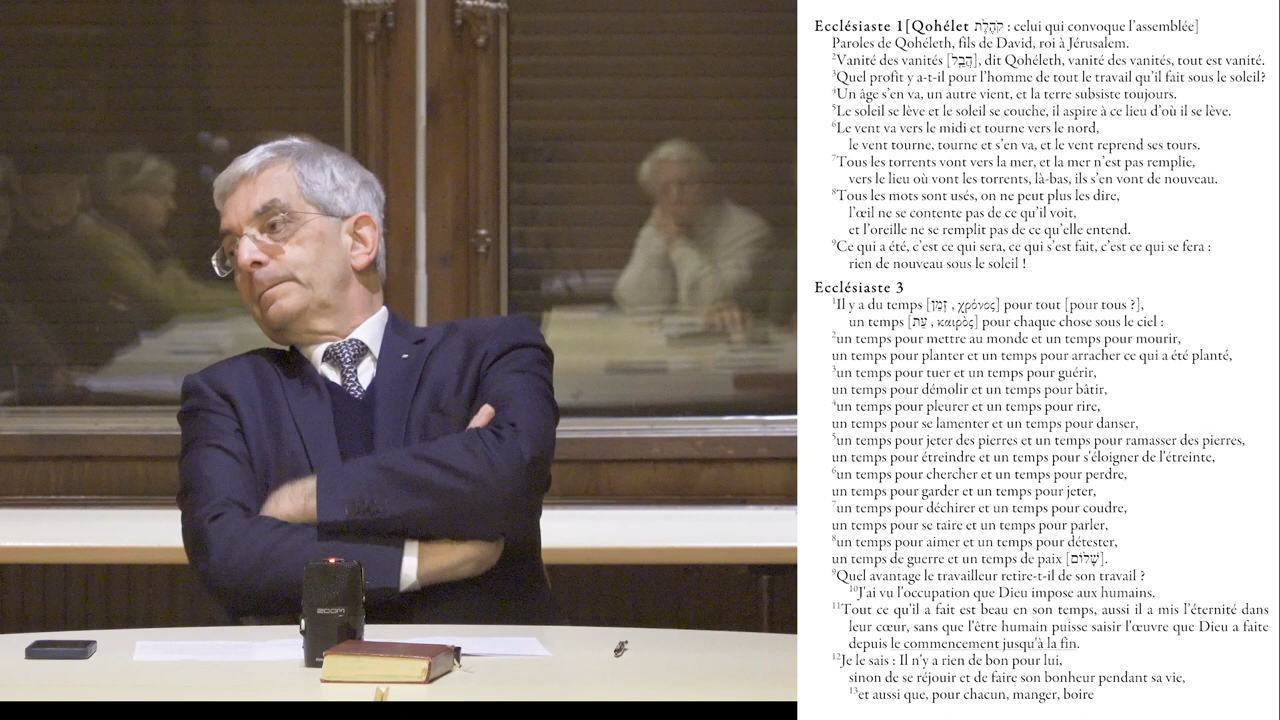 Ecclésiaste 1[Qohélet קֹהֶלֶת : celui qui convoque l'assemblée]
Paroles de Qohéleth, fils de David, roi à Jérusalem.
²Vanité des vanités [הֲבֵל], dit Qohéleth, vanité des vanités, tout est vanité.
³Quel profit y a-t-il pour l'homme de tout le travail qu'il fait sous le soleil?
⁴Un âge s'en va, un autre vient, et la terre subsiste toujours.
⁵Le soleil se lève et le soleil se couche, il aspire à ce lieu d'où il se lève.
⁶Le vent va vers le midi et tourne vers le nord,
le vent tourne, tourne et s'en va, et le vent reprend ses tours.
⁷Tous les torrents vont vers la mer, et la mer n'est pas remplie,
vers le lieu où vont les torrents, là-bas, ils s'en vont de nouveau.
⁸Tous les mots sont usés, on ne peut plus les dire,
l'œil ne se contente pas de ce qu'il voit,
et l'oreille ne se remplit pas de ce qu'elle entend.
⁹Ce qui a été, c'est ce qui sera, ce qui s'est fait, c'est ce qui se fera :
rien de nouveau sous le soleil !
Ecclésiaste 3
¹Il y a du temps [זְמָן , χρόνος] pour tout [pour tous ?],
un temps [עֵת , καιρὸς] pour chaque chose sous le ciel :
²un temps pour mettre au monde et un temps pour mourir,
un temps pour planter et un temps pour arracher ce qui a été planté,
³un temps pour tuer et un temps pour guérir,
un temps pour démolir et un temps pour bâtir,
⁴un temps pour pleurer et un temps pour rire,
un temps pour se lamenter et un temps pour danser,
⁵un temps pour jeter des pierres et un temps pour ramasser des pierres,
un temps pour étreindre et un temps pour s'éloigner de l'étreinte,
⁶un temps pour chercher et un temps pour perdre,
un temps pour garder et un temps pour jeter,
⁷un temps pour déchirer et un temps pour coudre,
un temps pour se taire et un temps pour parler,
⁸un temps pour aimer et un temps pour détester,
un temps de guerre et un temps de paix [שָׁלוֹם].
⁹Quel avantage le travailleur retire-t-il de son travail ?
¹⁰J'ai vu l'occupation que Dieu impose aux humains.
¹¹Tout ce qu'il a fait est beau en son temps, aussi il a mis l'éternité dans
leur cœur, sans que l'être humain puisse saisir l'œuvre que Dieu a faite
depuis le commencement jusqu'à la fin.
¹²Je le sais : Il n'y a rien de bon pour lui,
sinon de se réjouir et de faire son bonheur pendant sa vie,
¹³et aussi que, pour chacun, manger, boire
zoom